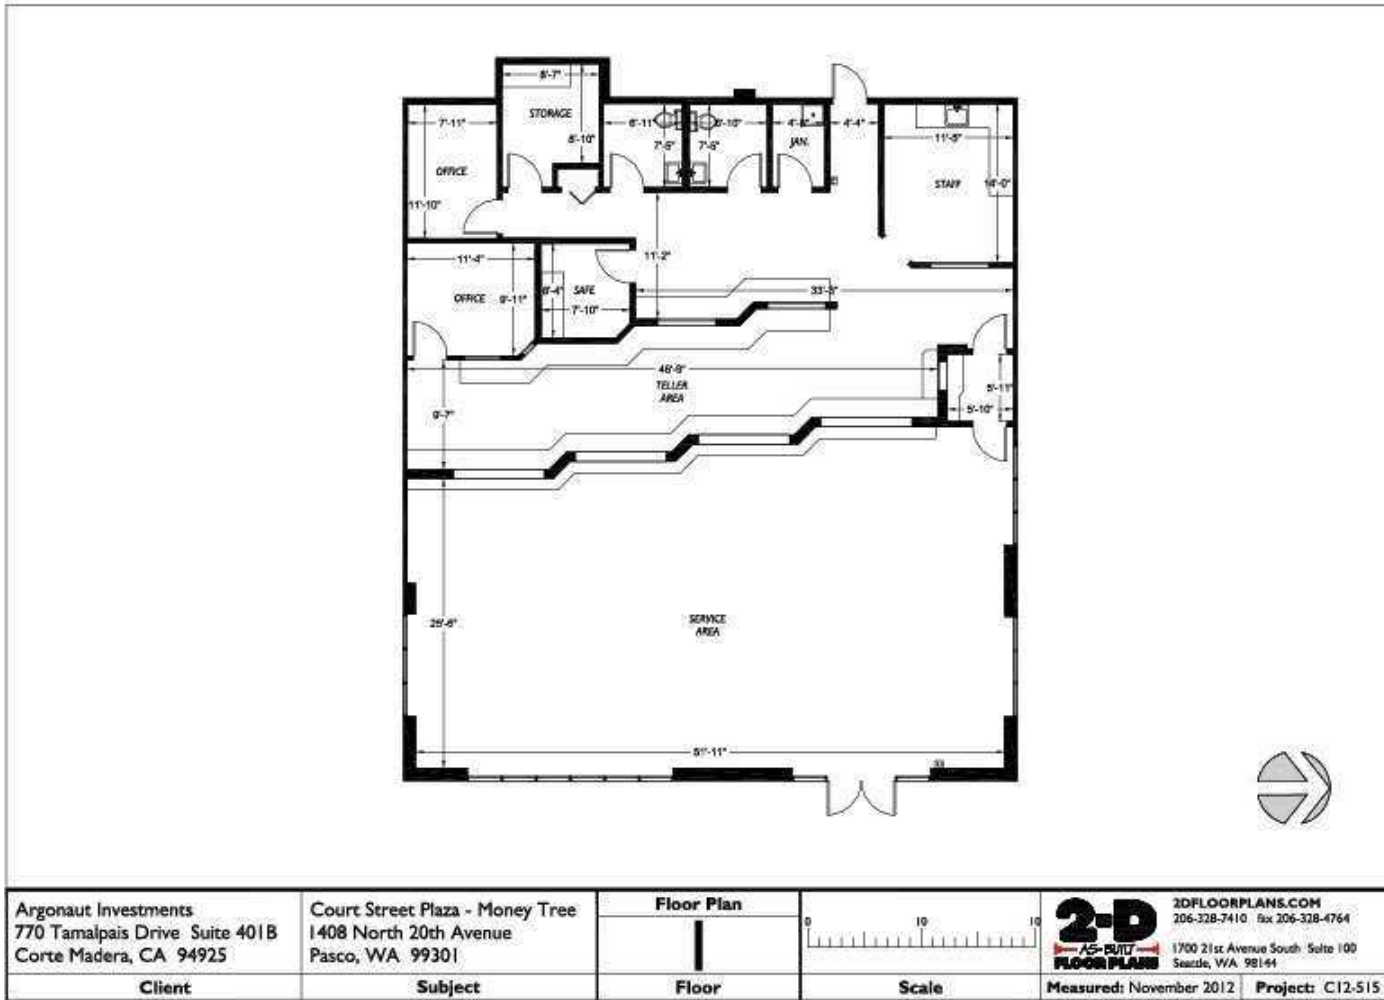 8'-7"
STORAGE
8'-10"
7'-11"
OFFICE
11'-10"
6'-11"
7'-6"
6'-10"
7'-6"
JAN.
4'-4"
11'-8"
STAFF
14'-0"
11'-2"
11'-4"
OFFICE
9'-11"
SAFE
7'-10"
33'-3"
46'-9"
TELLER
AREA
9'-7"
5'-11"
5'-10"
25'-6"
SERVICE
AREA
51'-11"
Argonaut Investments
770 Tamalpais Drive Suite 401B
Corte Madera, CA 94925
Client
Court Street Plaza - Money Tree
1408 North 20th Avenue
Pasco, WA 99301
Subject
Floor Plan
1
Floor
0 10 10
Scale
2-D
AS-BUILT
FLOOR PLANS
2DFLOORPLANS.COM
206-328-7410 fax 206-328-4764
1700 21st Avenue South Suite 100
Seattle, WA 98144
Measured: November 2012
Project: C12-515